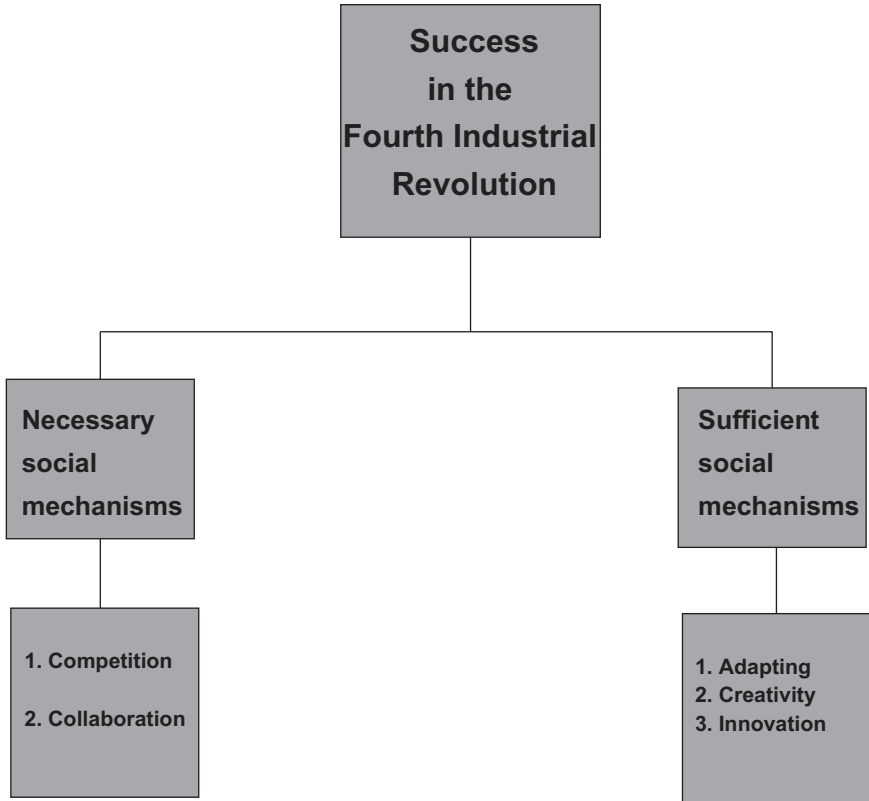 Success
in the
Fourth Industrial
Revolution
Necessary
social
mechanisms
Sufficient
social
mechanisms
1. Competition
2. Collaboration
1. Adapting
2. Creativity
3. Innovation